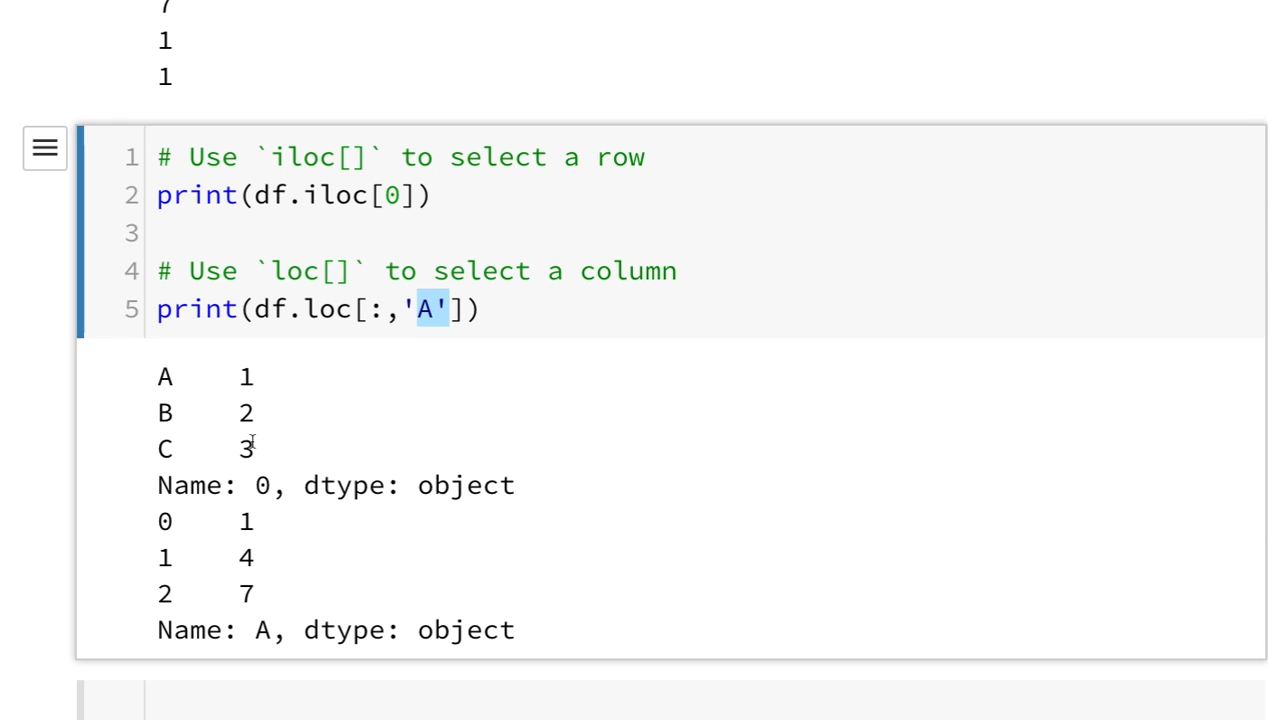 7
1
1
1 # Use `iloc[]` to select a row
2 print(df.iloc[0])
3
4 # Use `loc[]` to select a column
5 print(df.loc[:,'A'])
A    1
B    2
C    3
Name: 0, dtype: object
0    1
1    4
2    7
Name: A, dtype: object